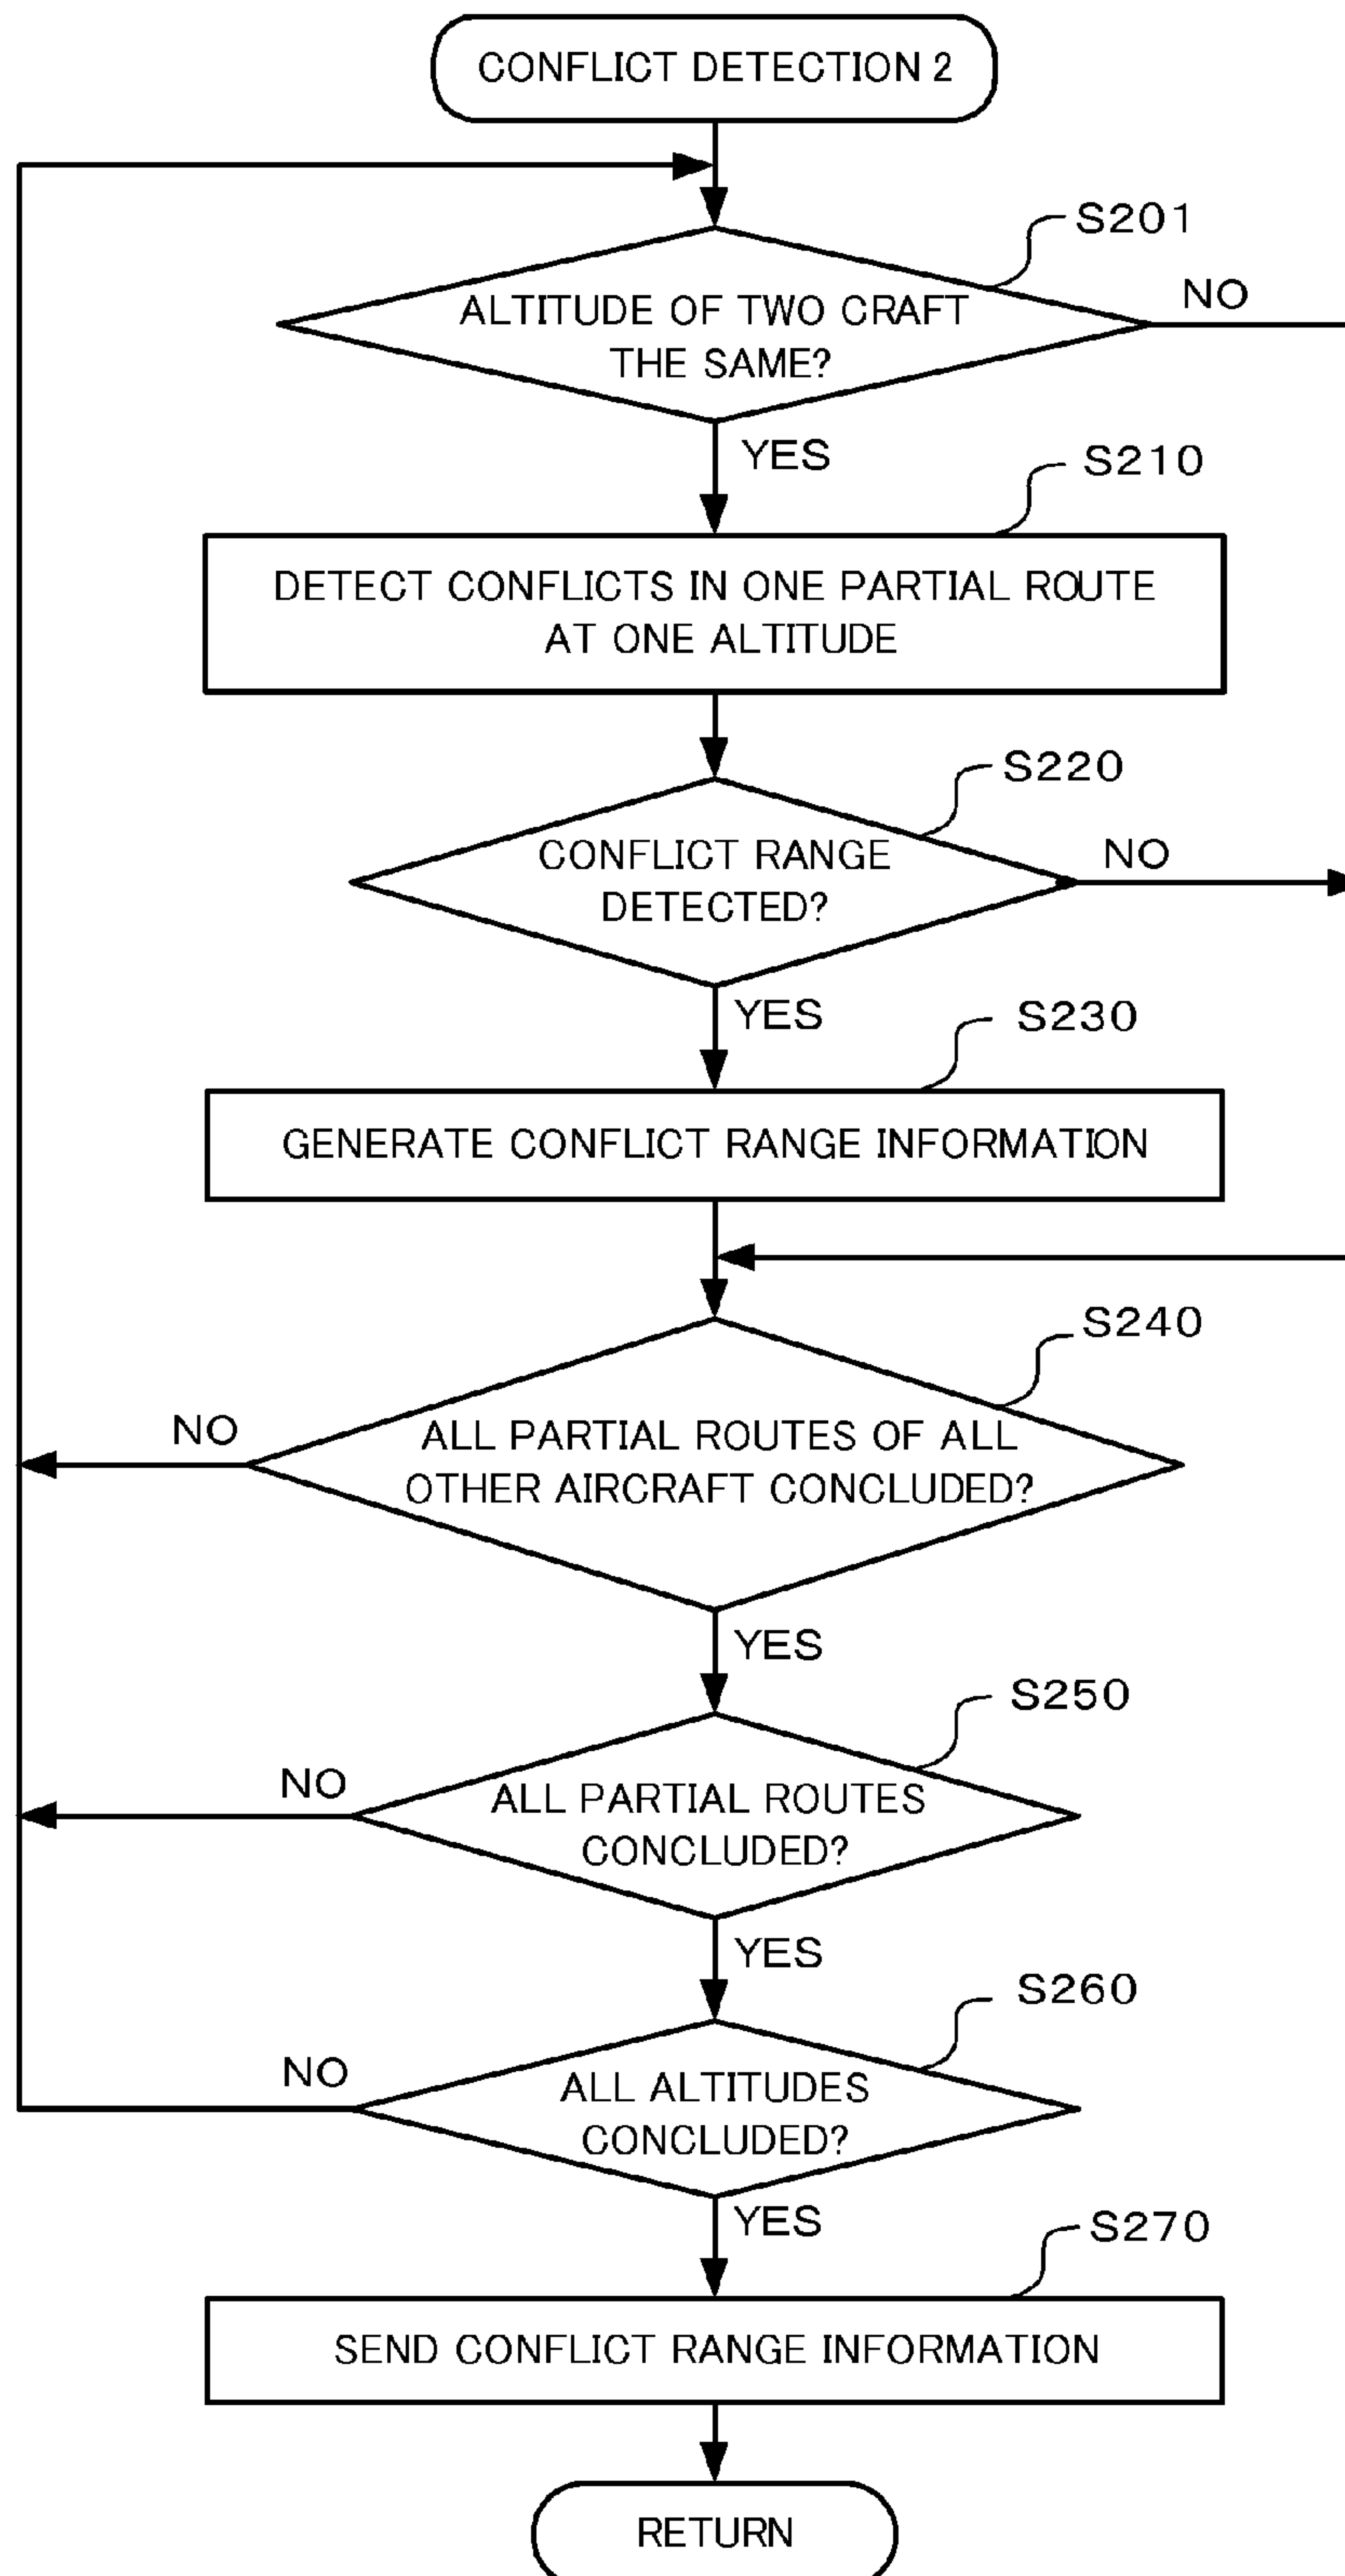 CONFLICT DETECTION 2
S201
ALTITUDE OF TWO CRAFT
THE SAME?
NO
YES
S210
DETECT CONFLICTS IN ONE PARTIAL ROUTE
AT ONE ALTITUDE
S220
CONFLICT RANGE
DETECTED?
NO
YES
S230
GENERATE CONFLICT RANGE INFORMATION
S240
ALL PARTIAL ROUTES OF ALL
OTHER AIRCRAFT CONCLUDED?
NO
YES
S250
ALL PARTIAL ROUTES
CONCLUDED?
NO
YES
S260
ALL ALTITUDES
CONCLUDED?
NO
YES
S270
SEND CONFLICT RANGE INFORMATION
RETURN